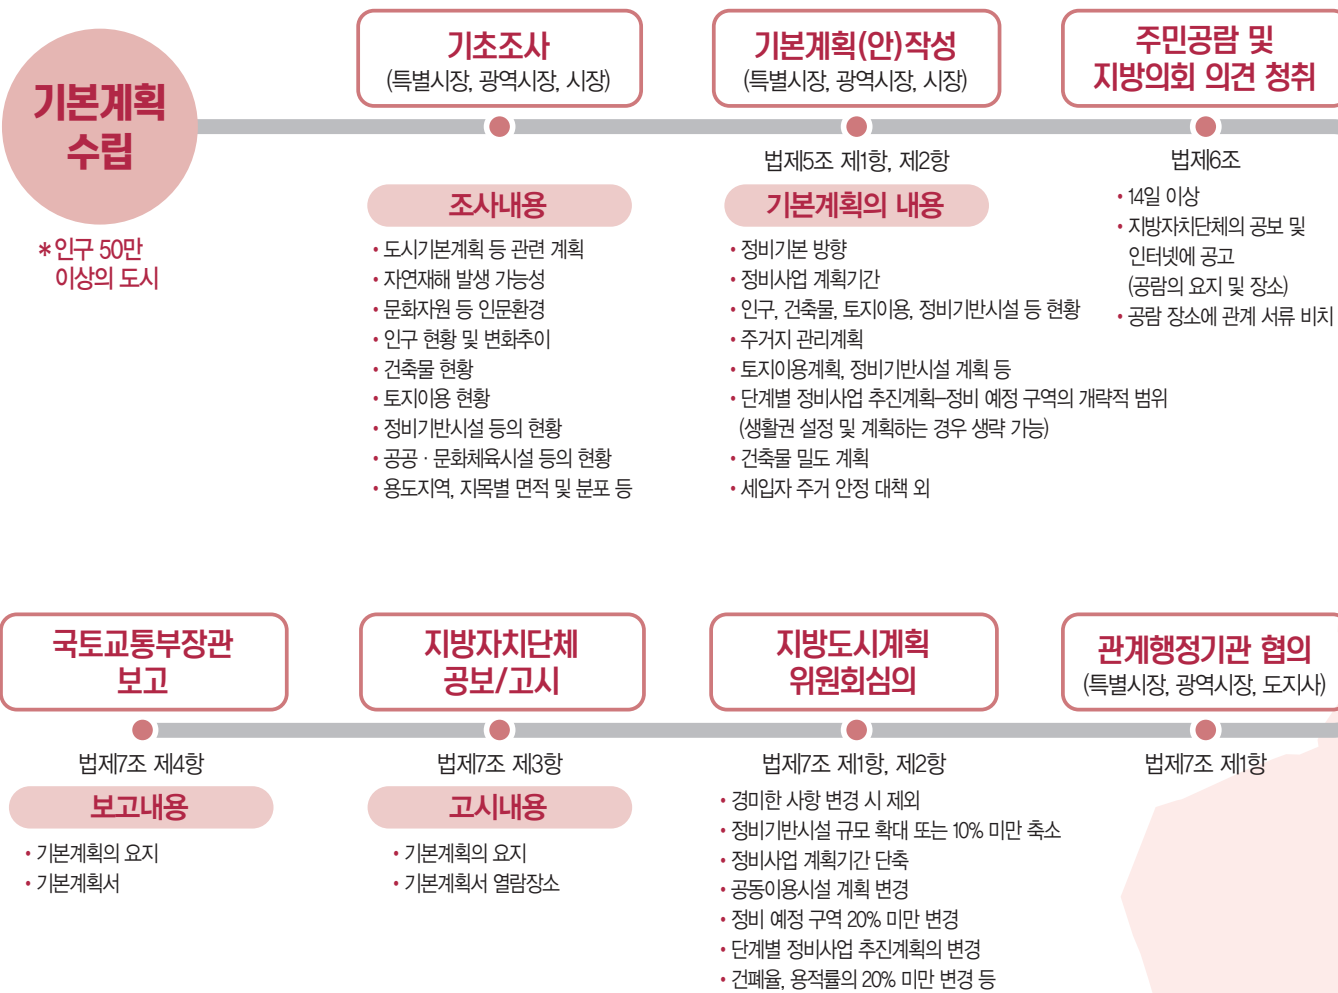 기본계획
수립
*인구 50만
이상의 도시
기초조사
(특별시장, 광역시장, 시장)
조사내용
• 도시기본계획 등 관련 계획
• 자연재해 발생 가능성
• 문화자원 등 인문환경
• 인구 현황 및 변화추이
• 건축물 현황
• 토지이용 현황
• 정비기반시설 등의 현황
• 공공 · 문화체육시설 등의 현황
• 용도지역, 지목별 면적 및 분포 등
기본계획(안)작성
(특별시장, 광역시장, 시장)
법제5조 제1항, 제2항
기본계획의 내용
• 정비기본 방향
• 정비사업 계획기간
• 인구, 건축물, 토지이용, 정비기반시설 등 현황
• 주거지 관리계획
• 토지이용계획, 정비기반시설 계획 등
• 단계별 정비사업 추진계획-정비 예정 구역의 개략적 범위
(생활권 설정 및 계획하는 경우 생략 가능)
• 건축물 밀도 계획
• 세입자 주거 안정 대책 외
주민공람 및
지방의회 의견 청취
법제6조
• 14일 이상
• 지방자치단체의 공보 및
인터넷에 공고
(공람의 요지 및 장소)
• 공람 장소에 관계 서류 비치
국토교통부장관
보고
법제7조 제4항
보고내용
• 기본계획의 요지
• 기본계획서
지방자치단체
공보/고시
법제7조 제3항
고시내용
• 기본계획의 요지
• 기본계획서 열람장소
지방도시계획
위원회심의
법제7조 제1항, 제2항
• 경미한 사항 변경 시 제외
• 정비기반시설 규모 확대 또는 10% 미만 축소
• 정비사업 계획기간 단축
• 공동이용시설 계획 변경
• 정비 예정 구역 20% 미만 변경
• 단계별 정비사업 추진계획의 변경
• 건폐율, 용적률의 20% 미만 변경 등
관계행정기관 협의
(특별시장, 광역시장, 도지사)
법제7조 제1항